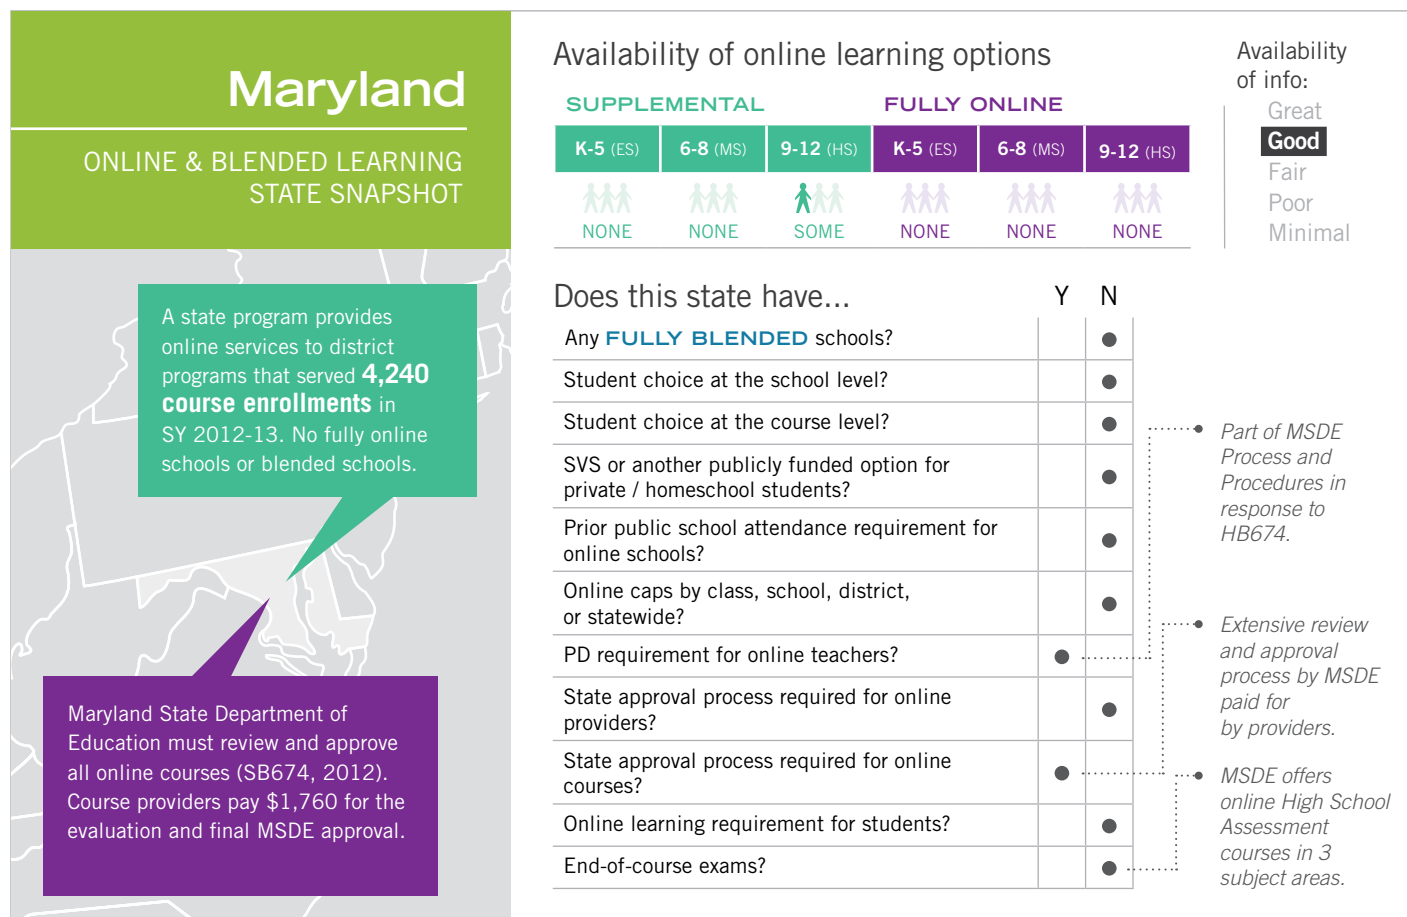 Maryland
ONLINE & BLENDED LEARNING
STATE SNAPSHOT
A state program provides
online services to district
programs that served 4,240
course enrollments in
SY 2012-13. No fully online
schools or blended schools.
Maryland State Department of
Education must review and approve
all online courses (SB674, 2012).
Course providers pay $1,760 for the
evaluation and final MSDE approval.
Availability of online learning options
SUPPLEMENTAL FULLY ONLINE
K-5 (ES) 6-8 (MS) 9-12 (HS) K-5 (ES) 6-8 (MS) 9-12 (HS)
NONE NONE SOME NONE NONE NONE
Availability
of info:
Great
Good
Fair
Poor
Minimal
Does this state have... Y N
Any FULLY BLENDED schools?
Student choice at the school level?
Student choice at the course level?
SVS or another publicly funded option for
private / homeschool students?
Prior public school attendance requirement for
online schools?
Online caps by class, school, district,
or statewide?
PD requirement for online teachers?
State approval process required for online
providers?
State approval process required for online
courses?
Online learning requirement for students?
End-of-course exams?
Part of MSDE
Process and
Procedures in
response to
HB674.
Extensive review
and approval
process by MSDE
paid for
by providers.
MSDE offers
online High School
Assessment
courses in 3
subject areas.